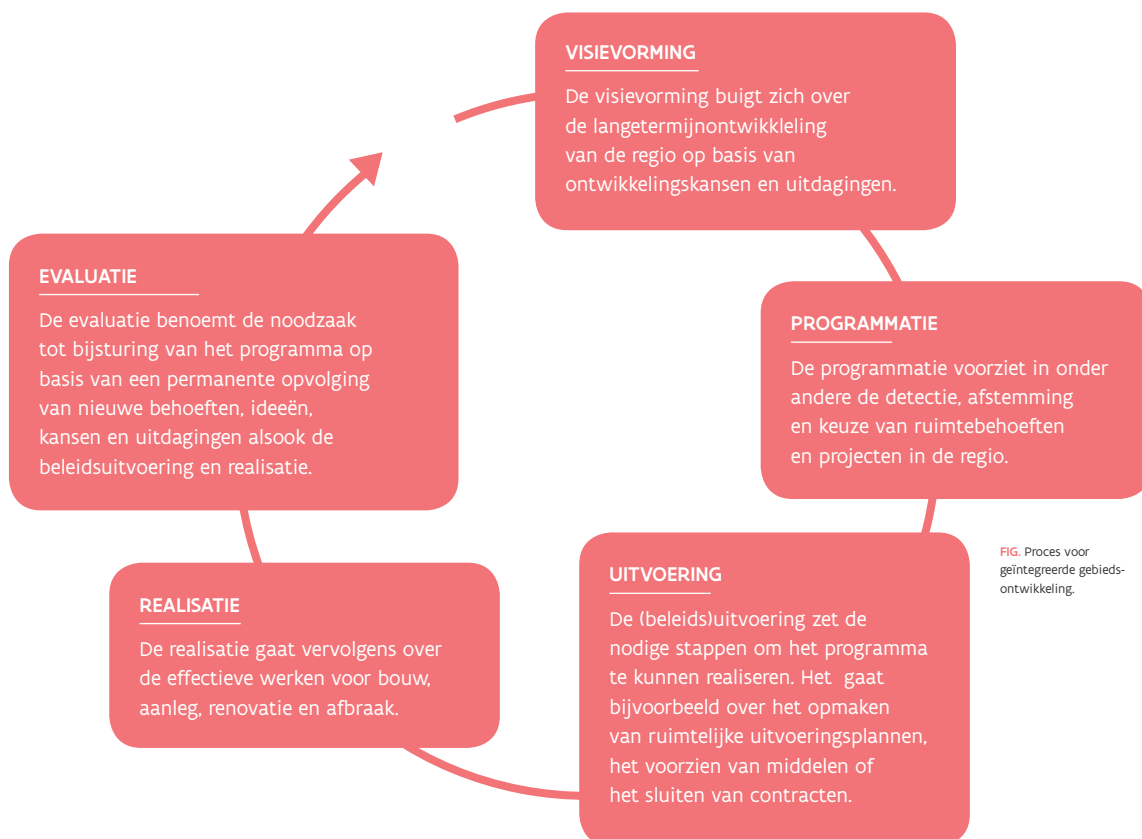 VISIEVORMING
De visievorming buigt zich over
de langetermijnontwikkleling
van de regio op basis van
ontwikkelingskansen en uitdagingen.
PROGRAMMATIE
De programmatie voorziet in onder
andere de detectie, afstemming
en keuze van ruimtebehoeften
en projecten in de regio.
UITVOERING
De (beleids)uitvoering zet de
nodige stappen om het programma
te kunnen realiseren. Het gaat
bijvoorbeeld over het opmaken
van ruimtelijke uitvoeringsplannen,
het voorzien van middelen of
het sluiten van contracten.
REALISATIE
De realisatie gaat vervolgens over
de effectieve werken voor bouw,
aanleg, renovatie en afbraak.
EVALUATIE
De evaluatie benoemt de noodzaak
tot bijsturing van het programma op
basis van een permanente opvolging
van nieuwe behoeften, ideeën,
kansen en uitdagingen alsook de
beleidsuitvoering en realisatie.
FIG. Proces voor
geïntegreerde gebieds-
ontwikkeling.